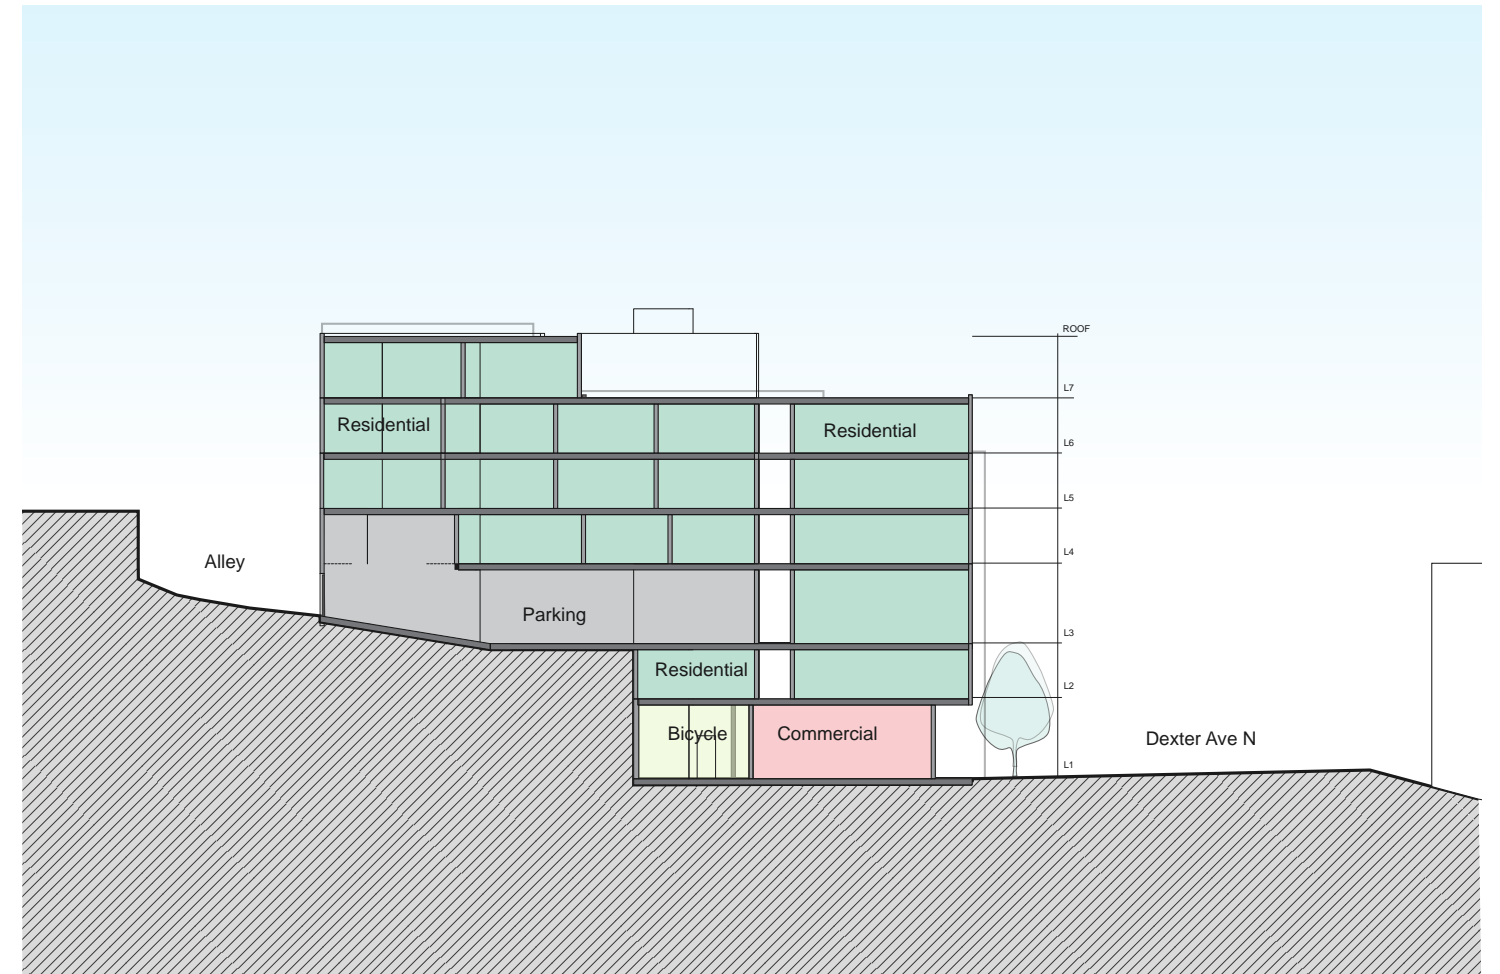 ROOF
L7
Residential
Residential
L6
L5
L4
Alley
Parking
L3
Residential
L2
Bicycle
Commercial
Dexter Ave N
L1